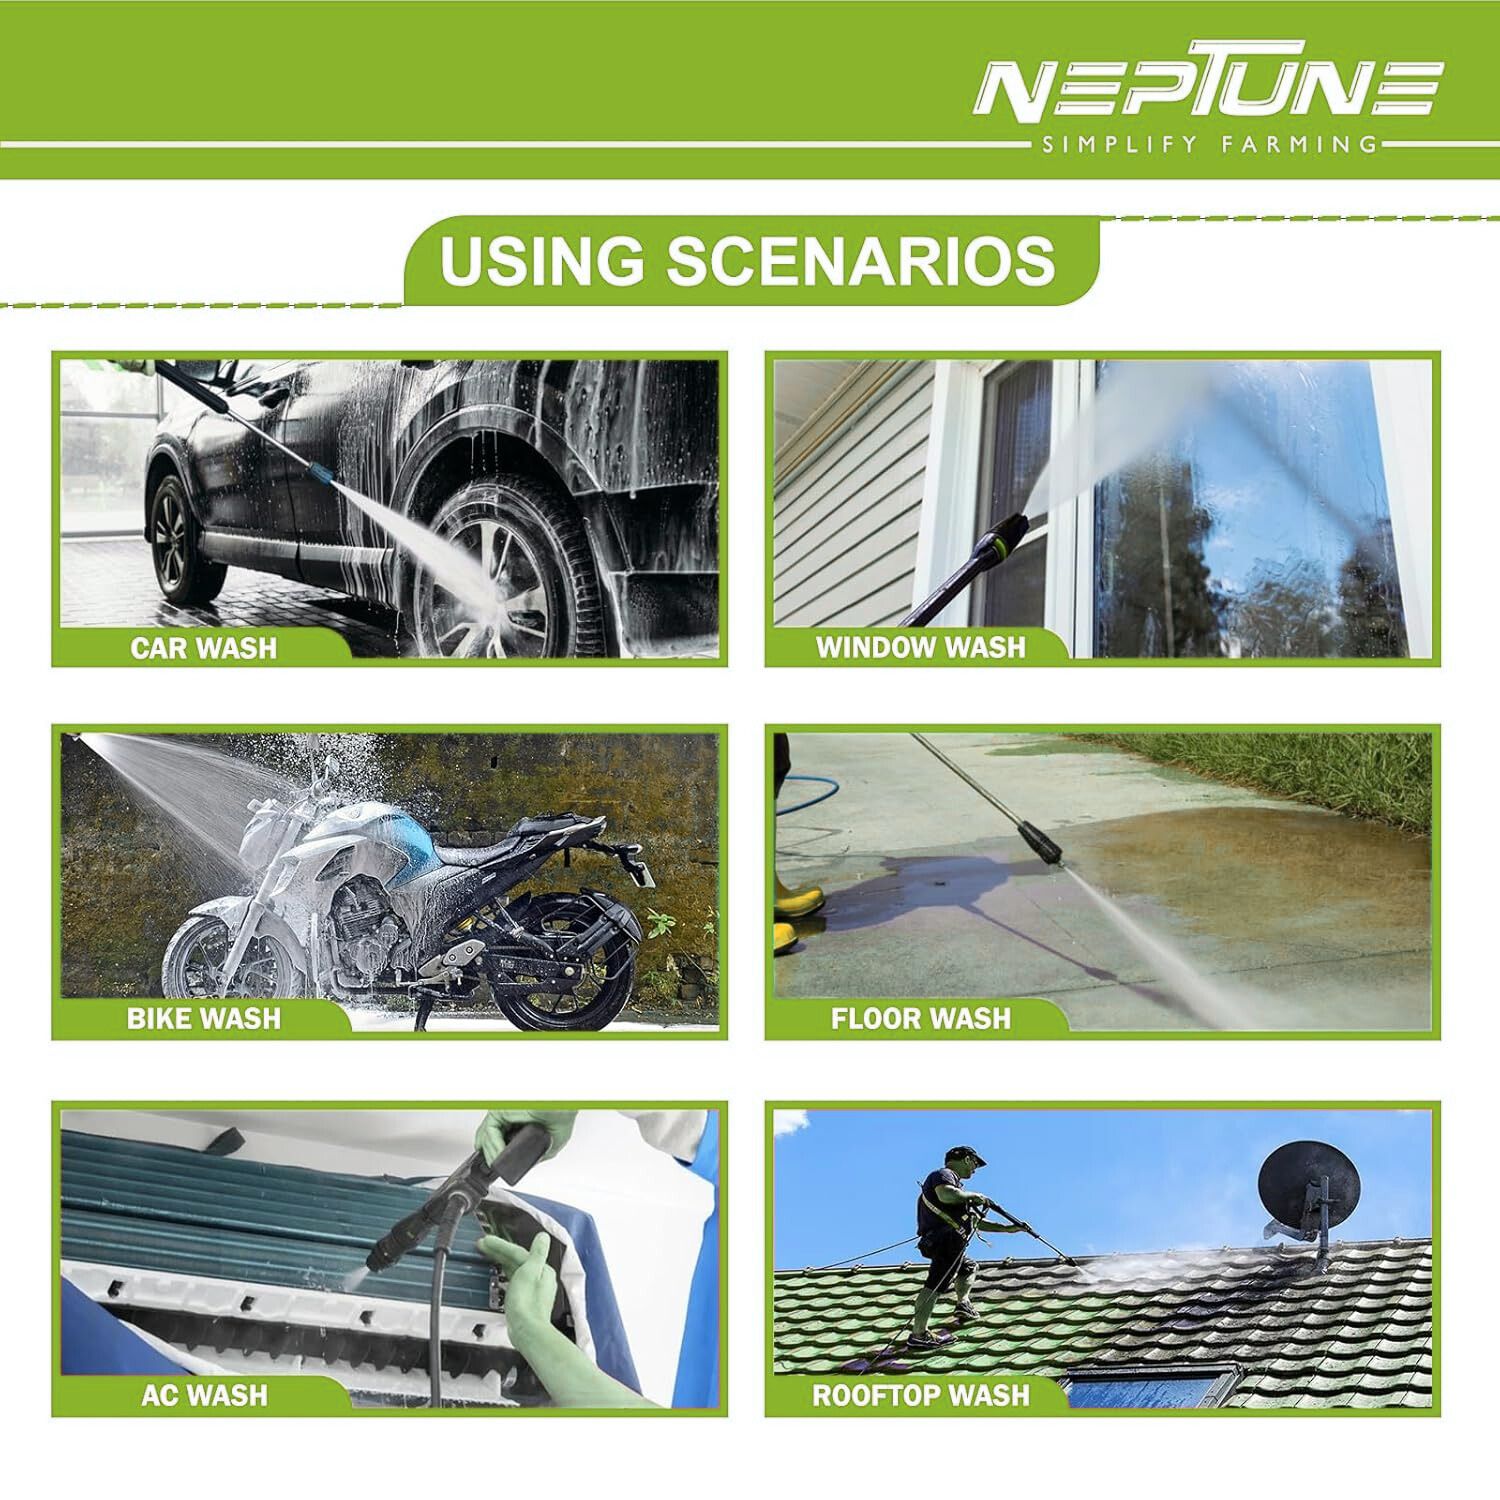 NEPTUNE
SIMPLIFY FARMING
USING SCENARIOS
CAR WASH
WINDOW WASH
BIKE WASH
FLOOR WASH
AC WASH
ROOFTOP WASH